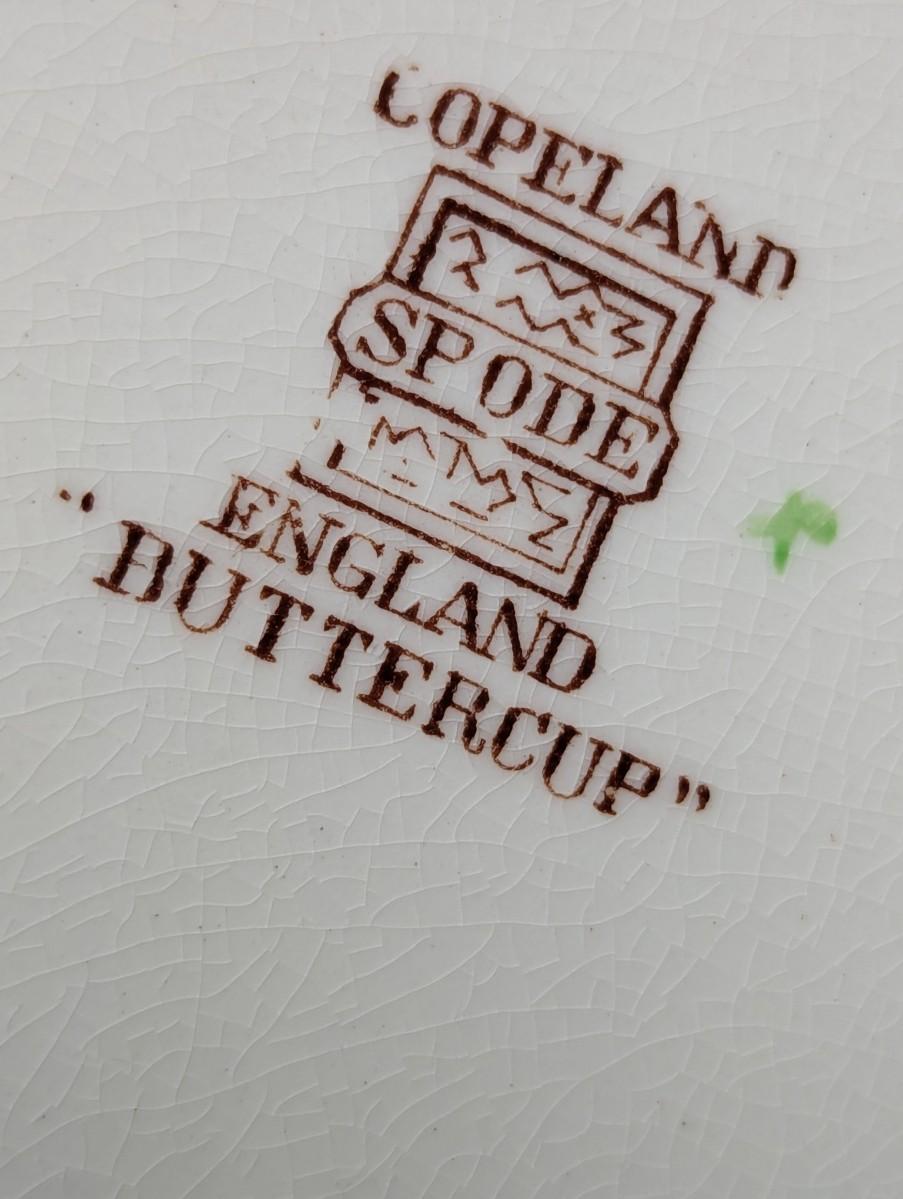 COPELAND
SPODE
ENGLAND
"BUTTERCUP"